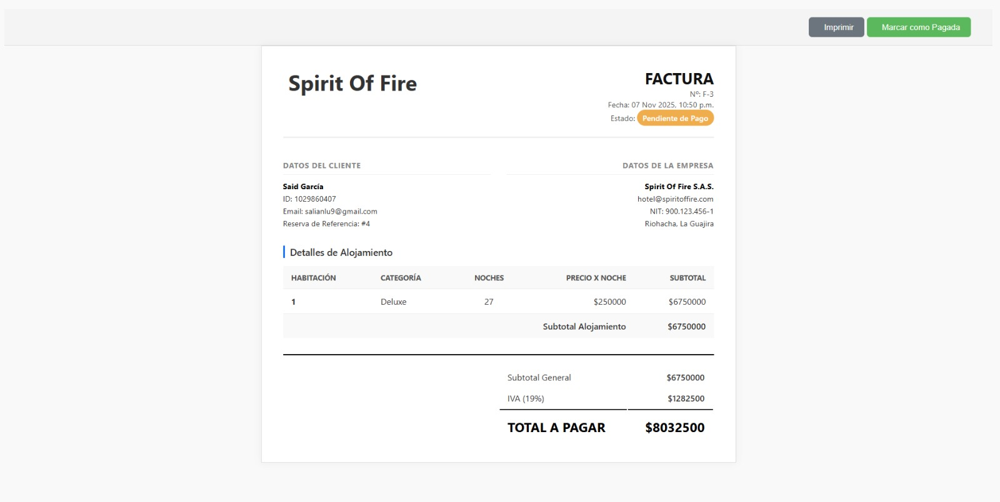 Imprimir
Marcar como Pagada
Spirit Of Fire
FACTURA
Nº: F-3
Fecha: 07 Nov 2025, 10:50 p.m.
Estado: Pendiente de Pago
DATOS DEL CLIENTE
Said García
ID: 1029860407
Email: salianlu9@gmail.com
Reserva de Referencia: #4
DATOS DE LA EMPRESA
Spirit Of Fire S.A.S.
hotel@spiritoffire.com
NIT: 900.123.456-1
Riohacha, La Guajira
Detalles de Alojamiento
HABITACIÓN CATEGORÍA NOCHES PRECIO X NOCHE SUBTOTAL
1 Deluxe 27 $250000 $6750000
Subtotal Alojamiento $6750000
Subtotal General $6750000
IVA (19%) $1282500
TOTAL A PAGAR $8032500